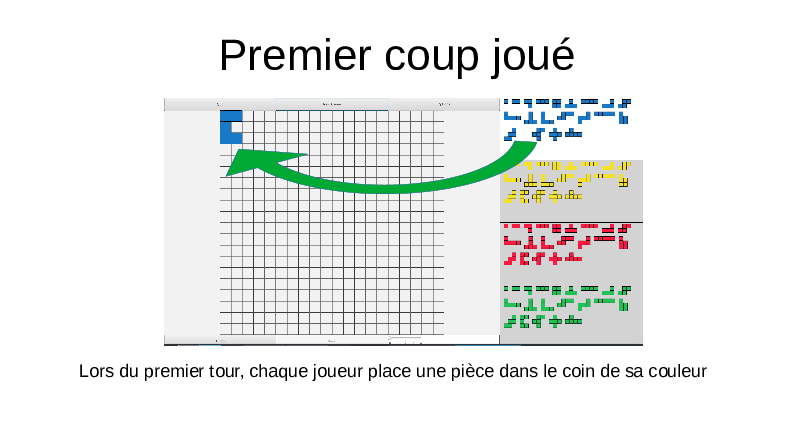 Premier coup joué
Lors du premier tour, chaque joueur place une pièce dans le coin de sa couleur